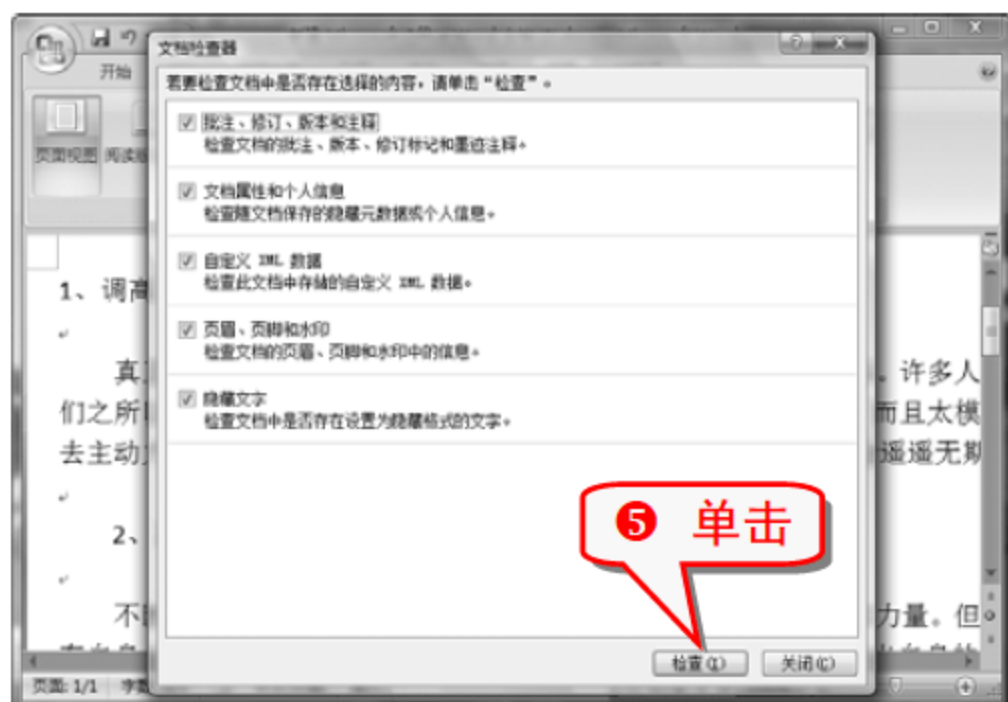 文档检查器
开始
若要检查文档中是否存在选择的内容，请单击“检查”。
页面视图 阅读版
批注、修订、版本和注释
检查文档的批注、版本、修订标记和墨迹注释。
文档属性和个人信息
检查随文档保存的隐藏元数据或个人信息。
自定义 XML 数据
检查此文档中存储的自定义 XML 数据。
1、调高
页眉、页脚和水印
检查文档的页眉、页脚和水印中的信息。
真
。许多人
隐藏文字
们之所
而且太模
检查文档中是否存在设置为隐藏格式的文字。
去主动
遥遥无期
❺ 单击
2、
不
力量。但
检查(I) 关闭(C)
页面: 1/1 字数